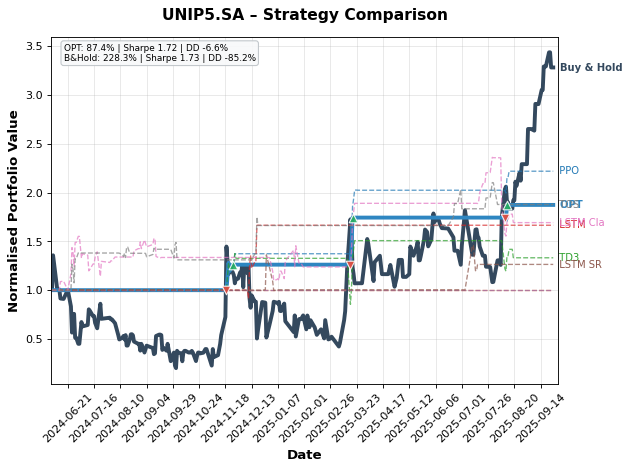 UNIP5.SA – Strategy Comparison
OPT: 87.4% | Sharpe 1.72 | DD -6.6%
B&Hold: 228.3% | Sharpe 1.73 | DD -85.2%
Normalised Portfolio Value
3.5
3.0
2.5
2.0
1.5
1.0
0.5
Buy & Hold
PPO
OPT
LSTM Cla
LSTM
TD3
LSTM SR
2024-06-21
2024-07-16
2024-08-10
2024-09-04
2024-09-29
2024-10-24
2024-11-18
2024-12-13
2025-01-07
2025-02-01
2025-02-26
2025-03-23
2025-04-17
2025-05-12
2025-06-06
2025-07-01
2025-07-26
2025-08-20
2025-09-14
Date